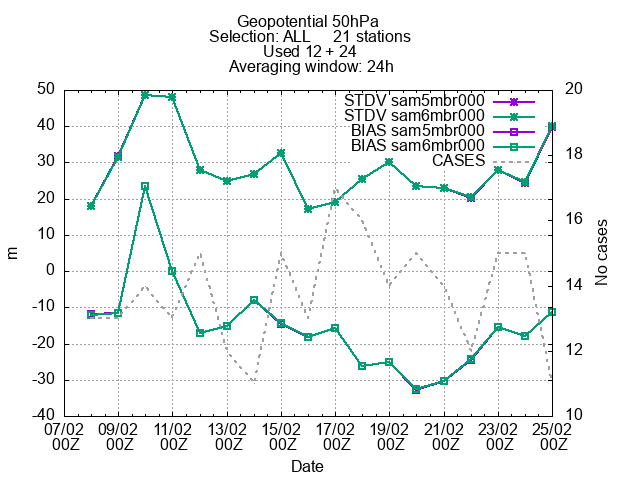 Geopotential 50hPa
Selection: ALL 21 stations
Used 12 + 24
Averaging window: 24h
STDV sam5mbr000
STDV sam6mbr000
BIAS sam5mbr000
BIAS sam6mbr000
CASES
50
40
30
20
10
0
-10
-20
-30
-40
m
20
18
16
14
12
10
No cases
07/02 09/02 11/02 13/02 15/02 17/02 19/02 21/02 23/02 25/02
00Z 00Z 00Z 00Z 00Z 00Z 00Z 00Z 00Z 00Z
Date